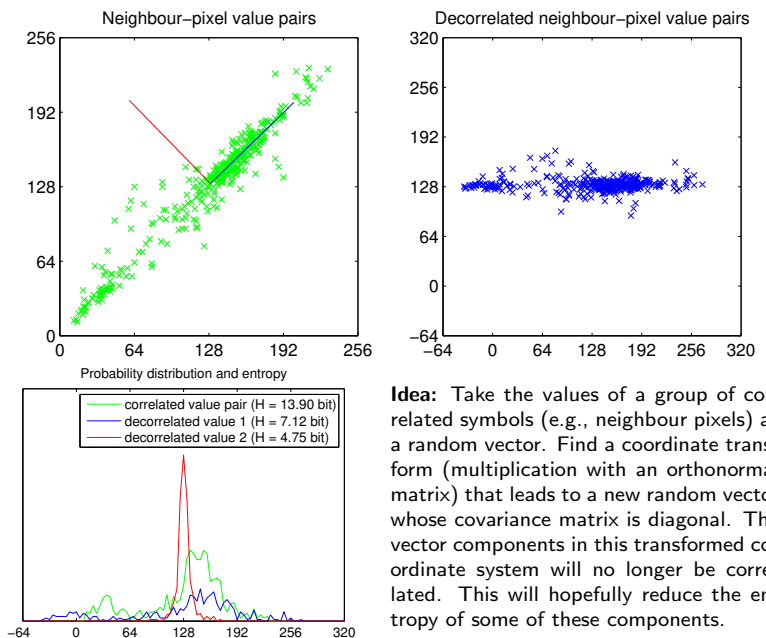 Neighbour−pixel value pairs
256
192
128
64
0
0 64 128 192 256
Decorrelated neighbour−pixel value pairs
320
256
192
128
64
0
−64
−64 0 64 128 192 256 320
Probability distribution and entropy
correlated value pair (H = 13.90 bit)
decorrelated value 1 (H = 7.12 bit)
decorrelated value 2 (H = 4.75 bit)
−64 0 64 128 192 256 320
Idea: Take the values of a group of cor
related symbols (e.g., neighbour pixels) a
a random vector. Find a coordinate trans
form (multiplication with an orthonorma
matrix) that leads to a new random vector
whose covariance matrix is diagonal. Th
vector components in this transformed co
ordinate system will no longer be corre
lated. This will hopefully reduce the en
tropy of some of these components.